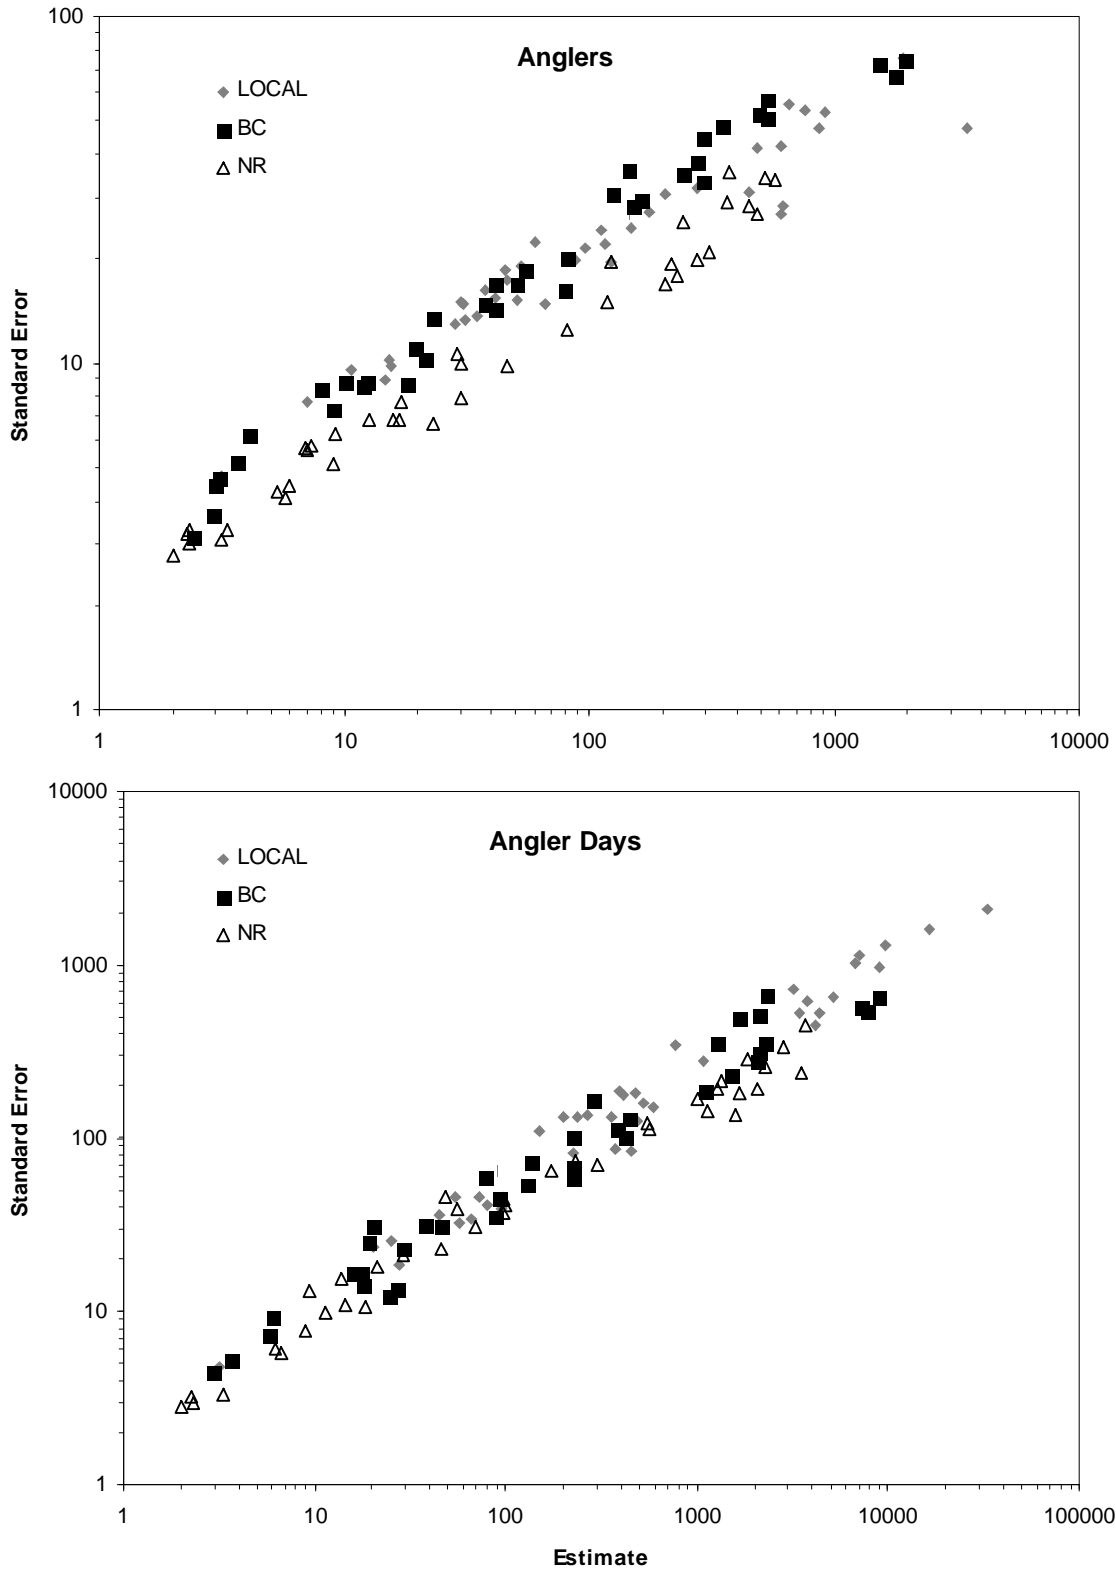 100
Anglers
LOCAL
BC
NR
10
1
Standard Error
1 10 100 1000 10000
10000
Angler Days
LOCAL
BC
NR
1000
100
10
1
Standard Error
1 10 100 1000 10000 100000
Estimate